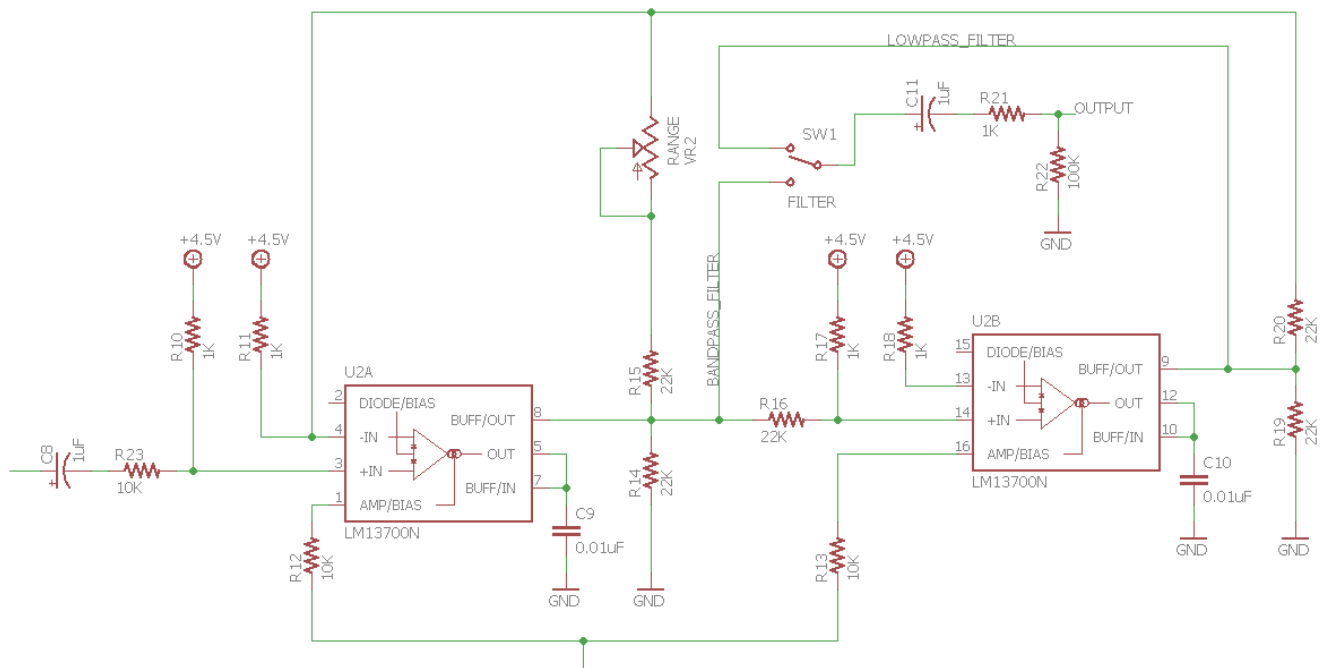 LOWPASS_FILTER
C11
1uF
R21
1K
OUTPUT
SW1
RANGE
VR2
R22
100K
FILTER
GND
+4.5V
+4.5V
+4.5V
+4.5V
BANDPASS_FILTER
R10
1K
R11
1K
R17
1K
R18
1K
R20
22K
U2B
15
DIODE/BIAS
BUFF/OUT
9
13
-IN
OUT
12
14
+IN
BUFF/IN
10
16
AMP/BIAS
LM13700N
R15
22K
R16
22K
R19
22K
U2A
2
DIODE/BIAS
BUFF/OUT
8
4
-IN
OUT
5
3
+IN
BUFF/IN
7
1
AMP/BIAS
LM13700N
C8
1uF
+
R23
10K
R14
22K
C10
0.01uF
C9
0.01uF
R12
10K
R13
10K
GND
GND
GND
GND
+